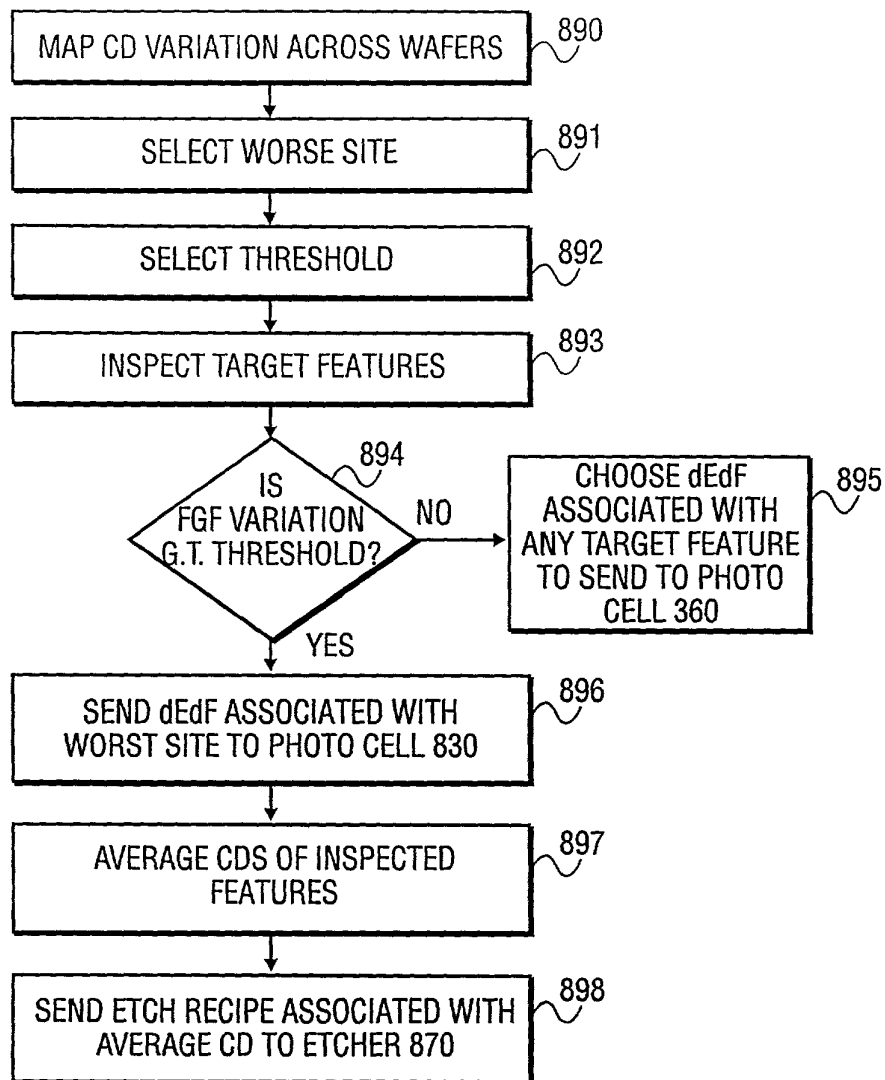 MAP CD VARIATION ACROSS WAFERS
890
SELECT WORSE SITE
891
SELECT THRESHOLD
892
INSPECT TARGET FEATURES
893
IS
FGF VARIATION
G.T. THRESHOLD?
894
NO
CHOOSE dEdF
ASSOCIATED WITH
ANY TARGET FEATURE
TO SEND TO PHOTO
CELL 360
895
YES
SEND dEdF ASSOCIATED WITH
WORST SITE TO PHOTO CELL 830
896
AVERAGE CDS OF INSPECTED
FEATURES
897
SEND ETCH RECIPE ASSOCIATED WITH
AVERAGE CD TO ETCHER 870
898